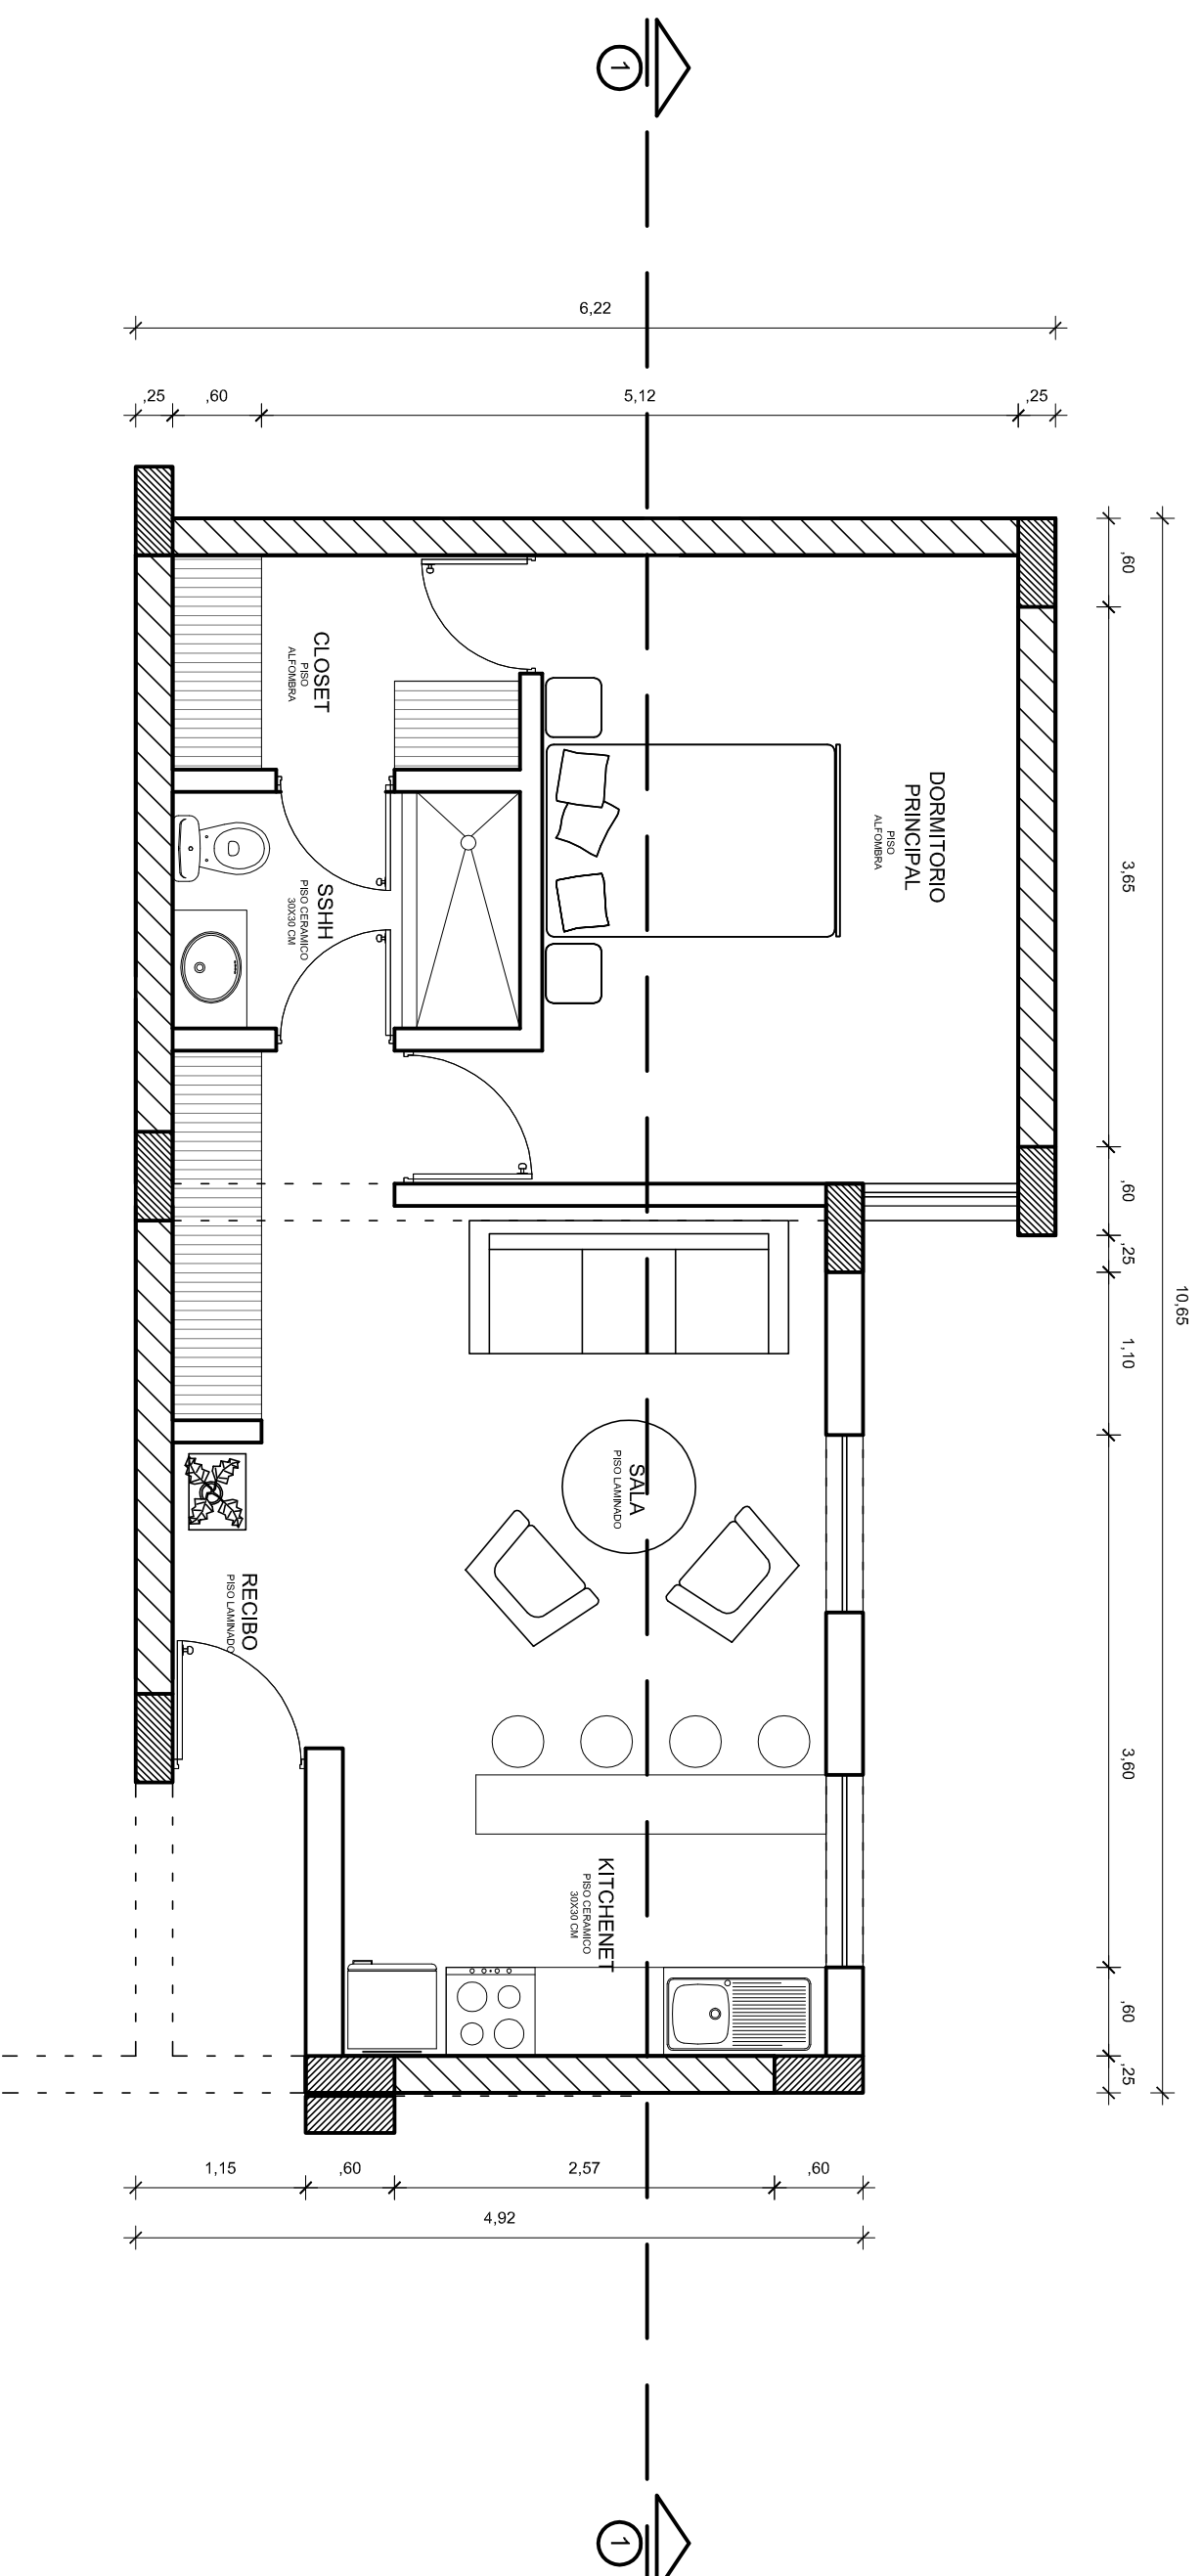 1
6,22
,25
,60
5,12
,25
,60
3,65
,60
,25
1,10
3,60
,60
,25
10,65
CLOSET
PISO
ALFOMBRA
DORMITORIO
PRINCIPAL
PISO
ALFOMBRA
SSHH
PISO CERAMICO
30X30 CM
SALA
PISO LAMINADO
RECIBO
PISO LAMINADO
KITCHENET
PISO CERAMICO
30X30 CM
1,15
,60
2,57
,60
4,92
1